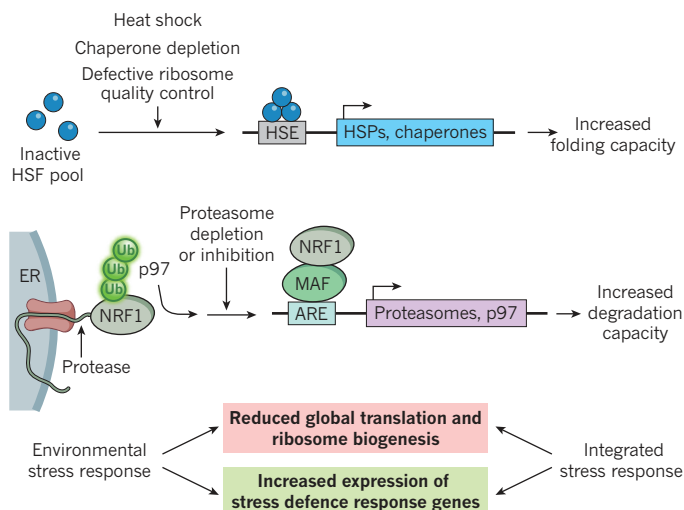 Heat shock
Chaperone depletion
Defective ribosome
quality control
Inactive
HSF pool
HSE
HSPs, chaperones
Increased
folding capacity
ER
Ub
Ub
Ub
p97
NRF1
Protease
Proteasome
depletion
or inhibition
NRF1
MAF
ARE
Proteasomes, p97
Increased
degradation
capacity
Environmental
stress response
Reduced global translation and
ribosome biogenesis
Increased expression of
stress defence response genes
Integrated
stress response